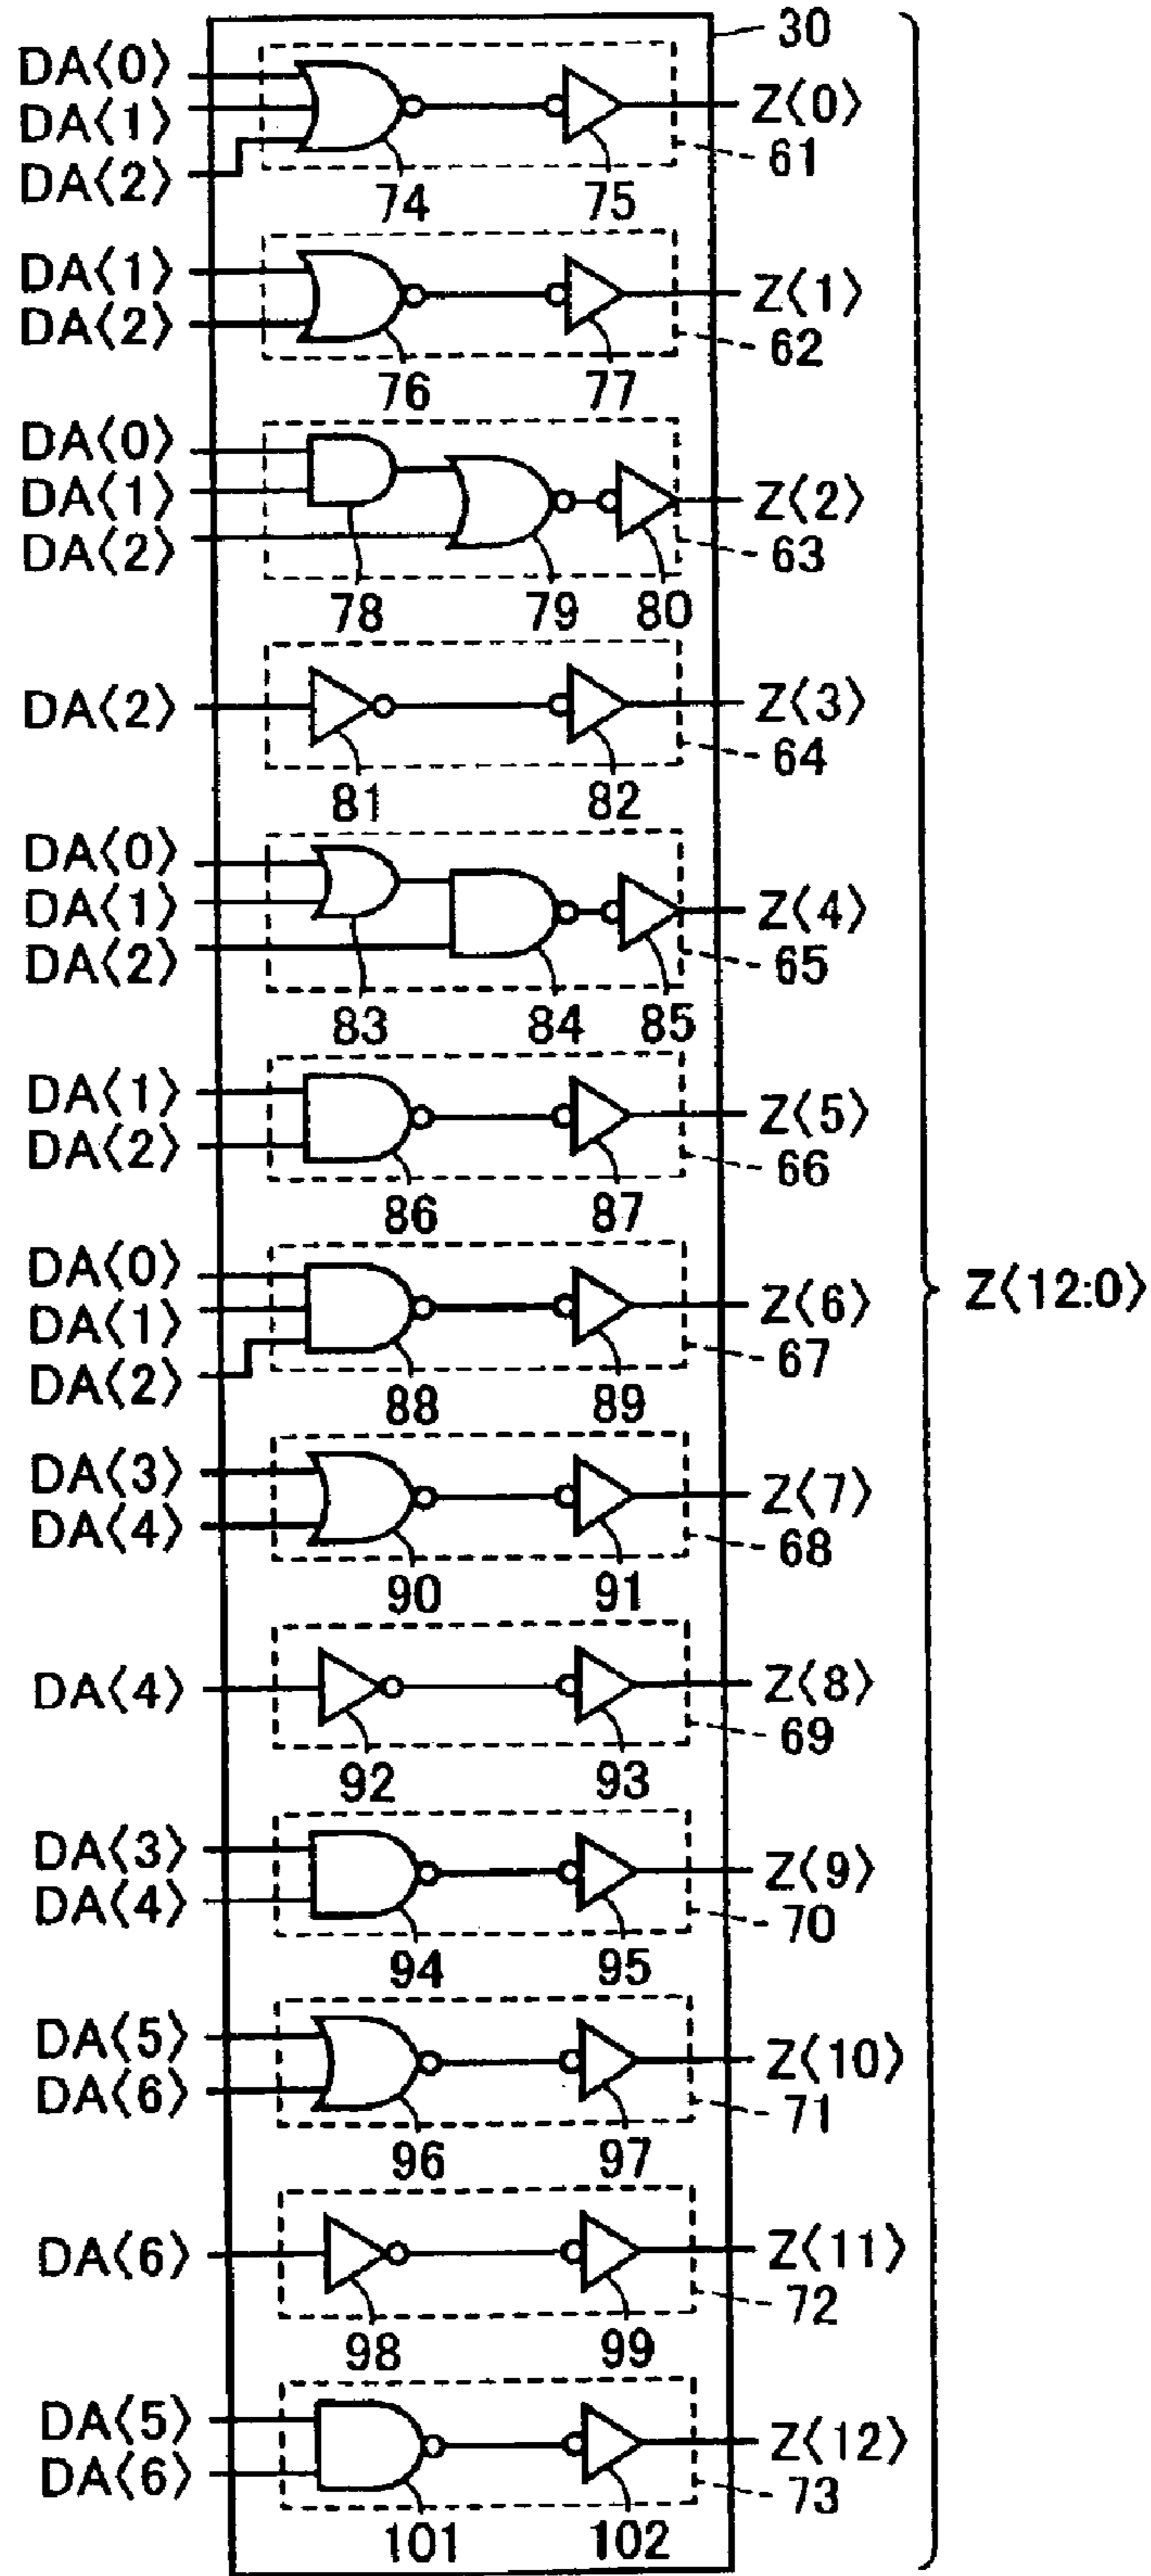 30
DA⟨0⟩
DA⟨1⟩
DA⟨2⟩
Z⟨0⟩
61
74
75
DA⟨1⟩
DA⟨2⟩
Z⟨1⟩
62
76
77
DA⟨0⟩
DA⟨1⟩
DA⟨2⟩
Z⟨2⟩
63
78
79
80
DA⟨2⟩
Z⟨3⟩
64
81
82
DA⟨0⟩
DA⟨1⟩
DA⟨2⟩
Z⟨4⟩
65
83
84
85
DA⟨1⟩
DA⟨2⟩
Z⟨5⟩
66
86
87
DA⟨0⟩
DA⟨1⟩
DA⟨2⟩
Z⟨6⟩
67
88
89
Z⟨12:0⟩
DA⟨3⟩
DA⟨4⟩
Z⟨7⟩
68
90
91
DA⟨4⟩
Z⟨8⟩
69
92
93
DA⟨3⟩
DA⟨4⟩
Z⟨9⟩
70
94
95
DA⟨5⟩
DA⟨6⟩
Z⟨10⟩
71
96
97
DA⟨6⟩
Z⟨11⟩
72
98
99
DA⟨5⟩
DA⟨6⟩
Z⟨12⟩
73
101
102